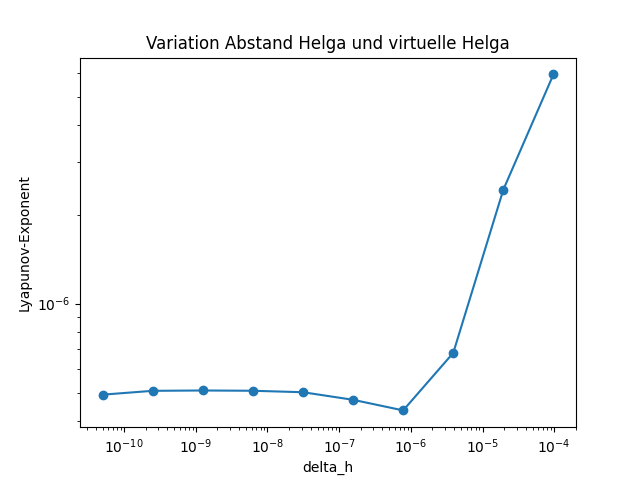 Variation Abstand Helga und virtuelle Helga
Lyapunov-Exponent
10⁻⁶
10⁻¹⁰ 10⁻⁹ 10⁻⁸ 10⁻⁷ 10⁻⁶ 10⁻⁵ 10⁻⁴
delta_h